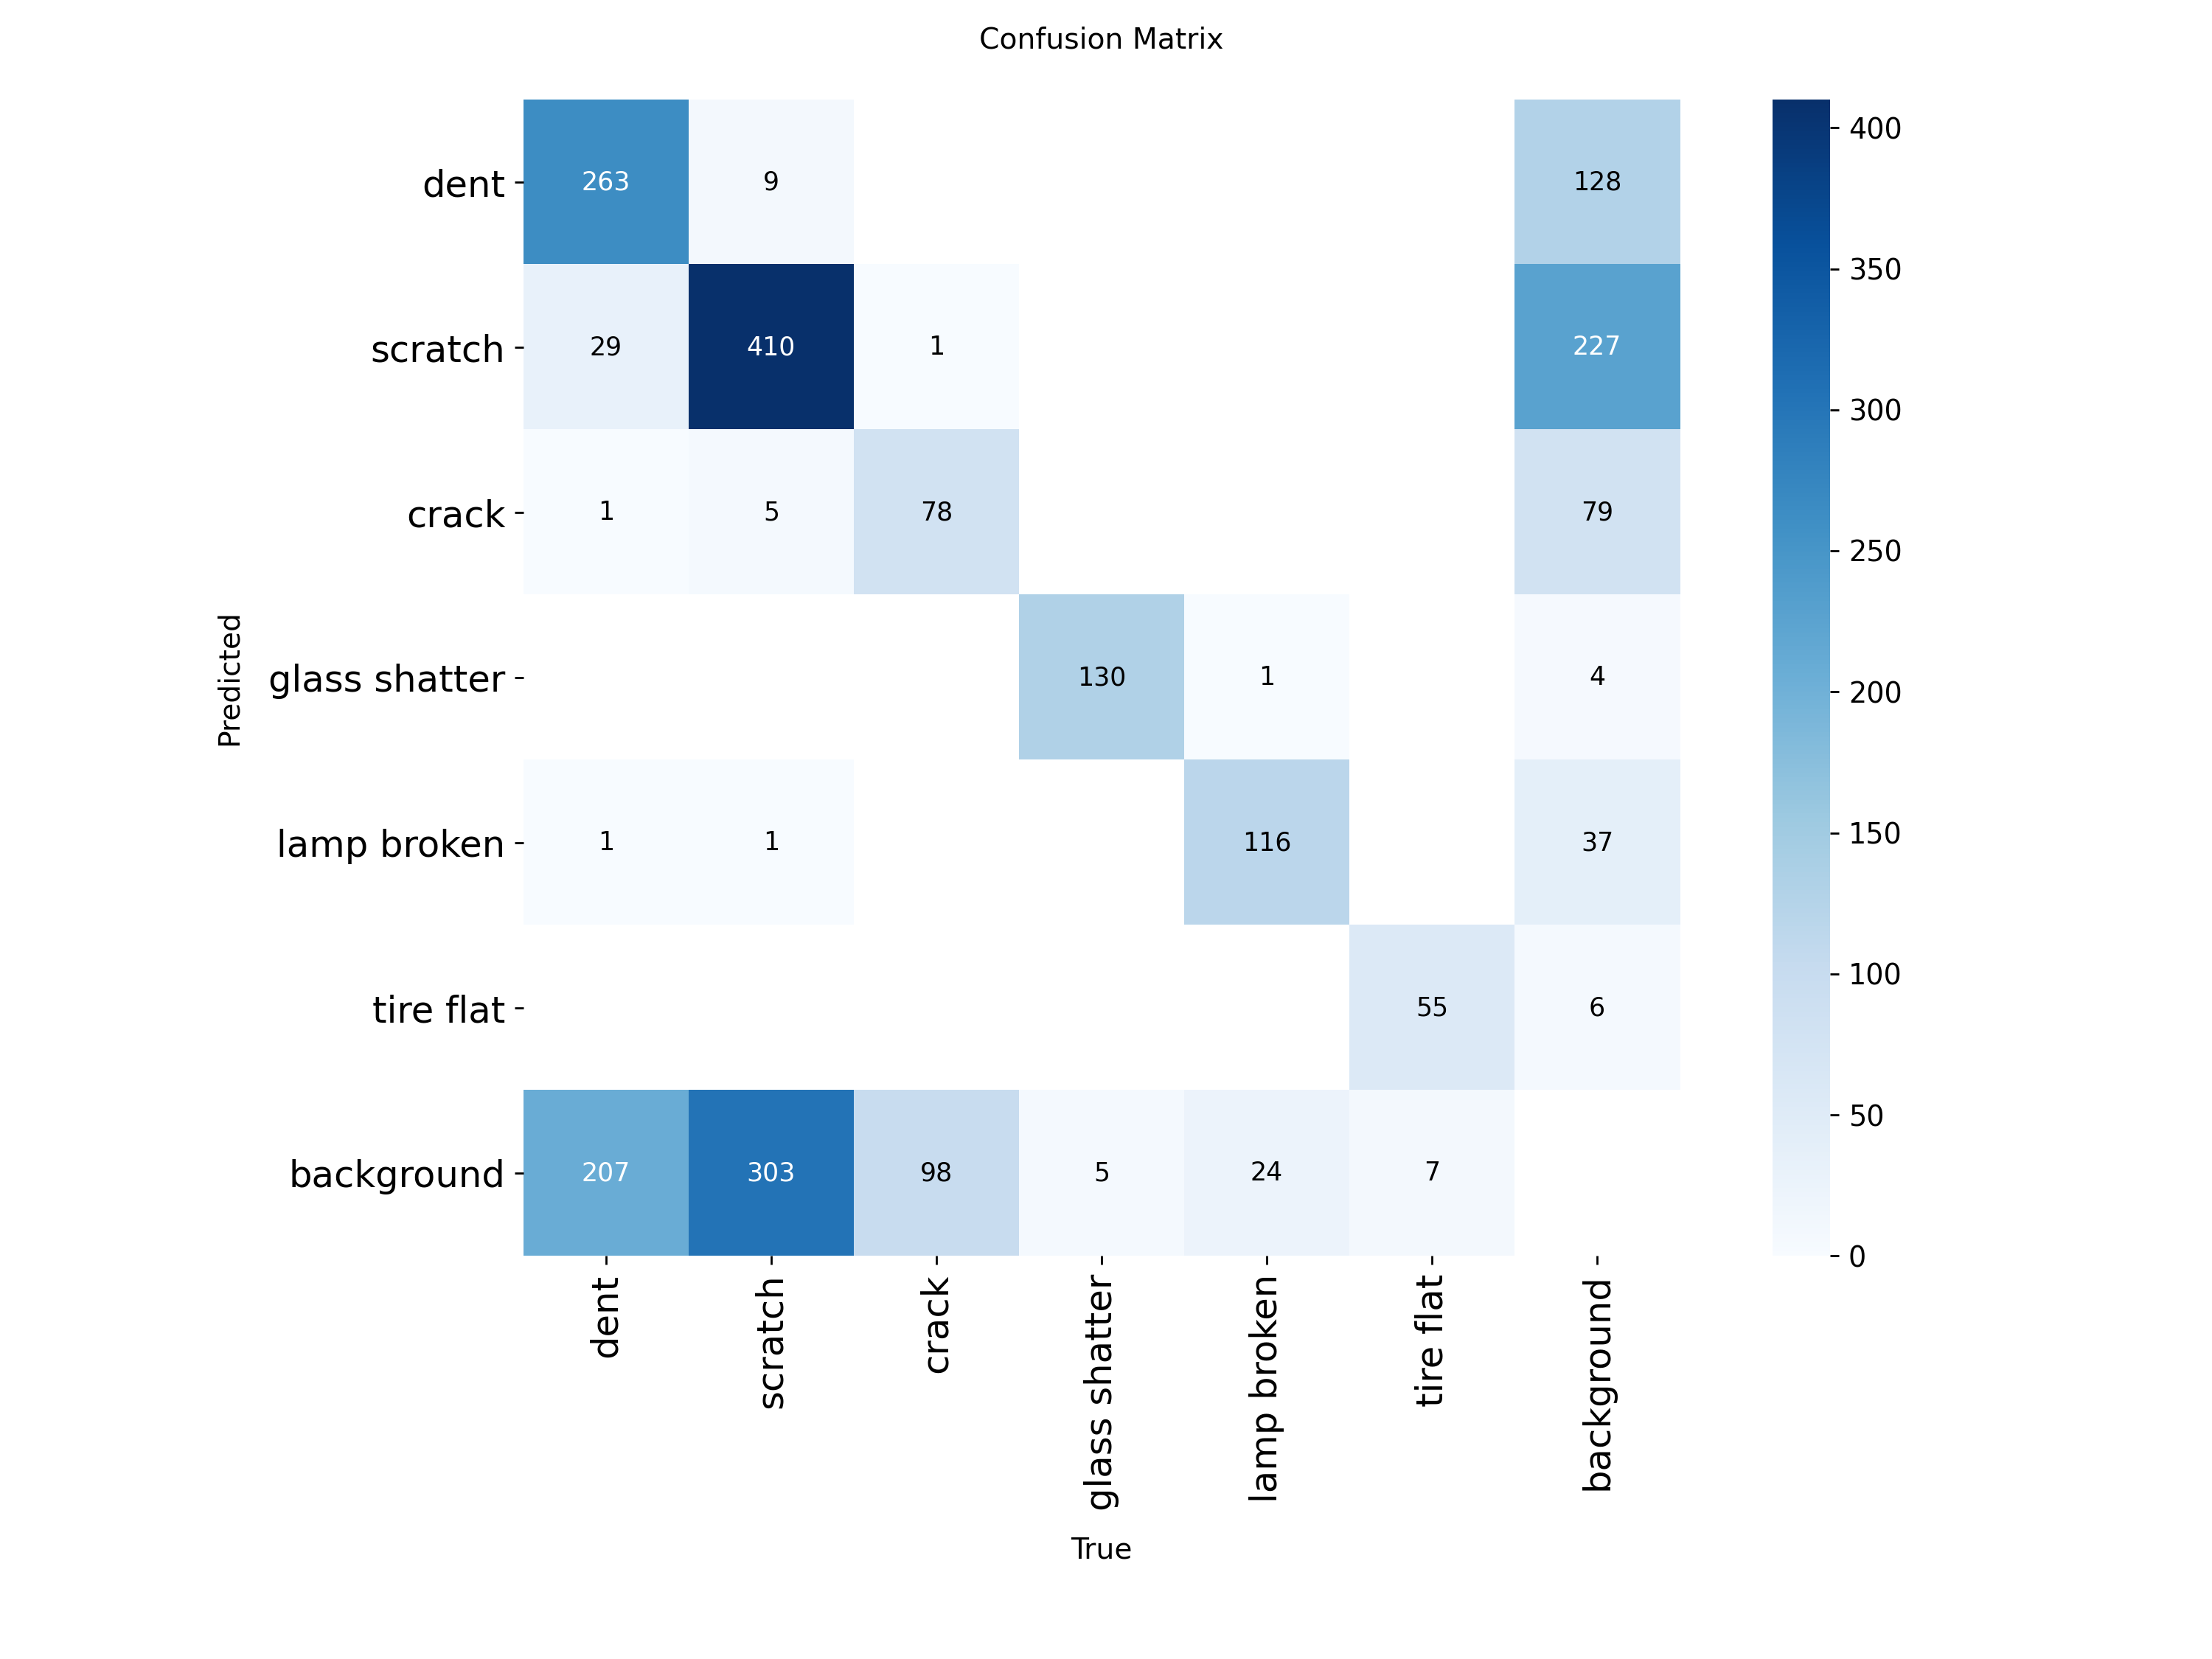 Confusion Matrix
dent 263 9 128
scratch 29 410 1 227
crack 1 5 78 79
glass shatter 130 1 4
lamp broken 1 1 116 37
tire flat 55 6
background 207 303 98 5 24 7
dent scratch crack glass shatter lamp broken tire flat background
Predicted
True
400
350
300
250
200
150
100
50
0